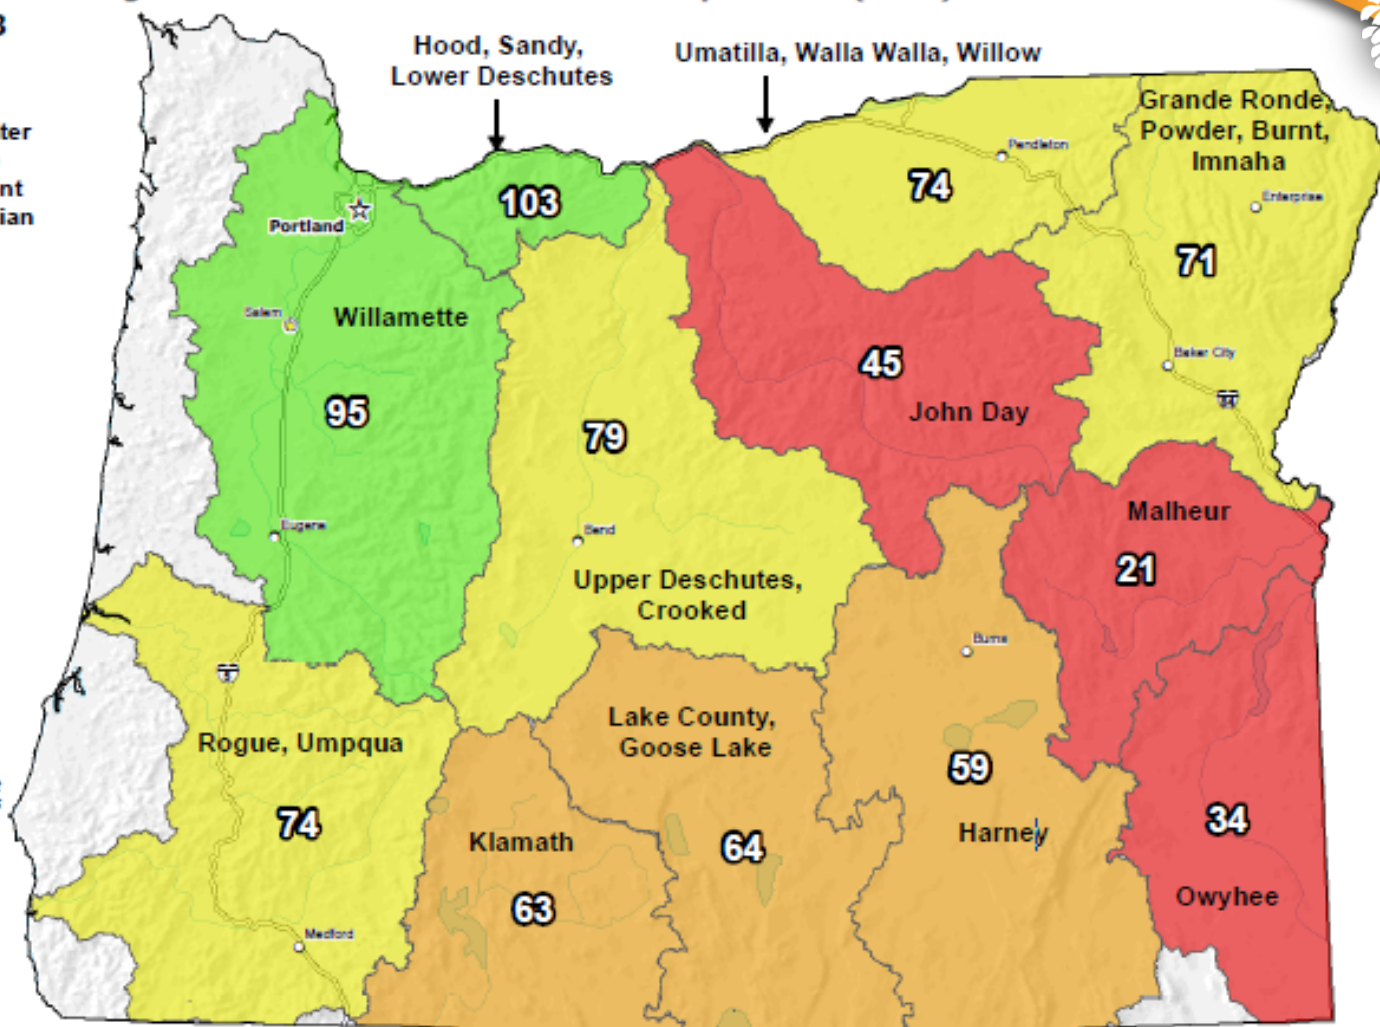 Hood, Sandy,
Lower Deschutes
Umatilla, Walla Walla, Willow
Grande Ronde,
Powder, Burnt,
Imnaha
Pendleton
Enterprise
103
74
Portland
71
Salem
Willamette
45
Baker City
84
95
John Day
79
Malheur
Eugene
Bend
21
Upper Deschutes,
Crooked
Burns
5
Lake County,
Goose Lake
Rogue, Umpqua
59
74
34
Klamath
64
Harney
Owyhee
63
Medford